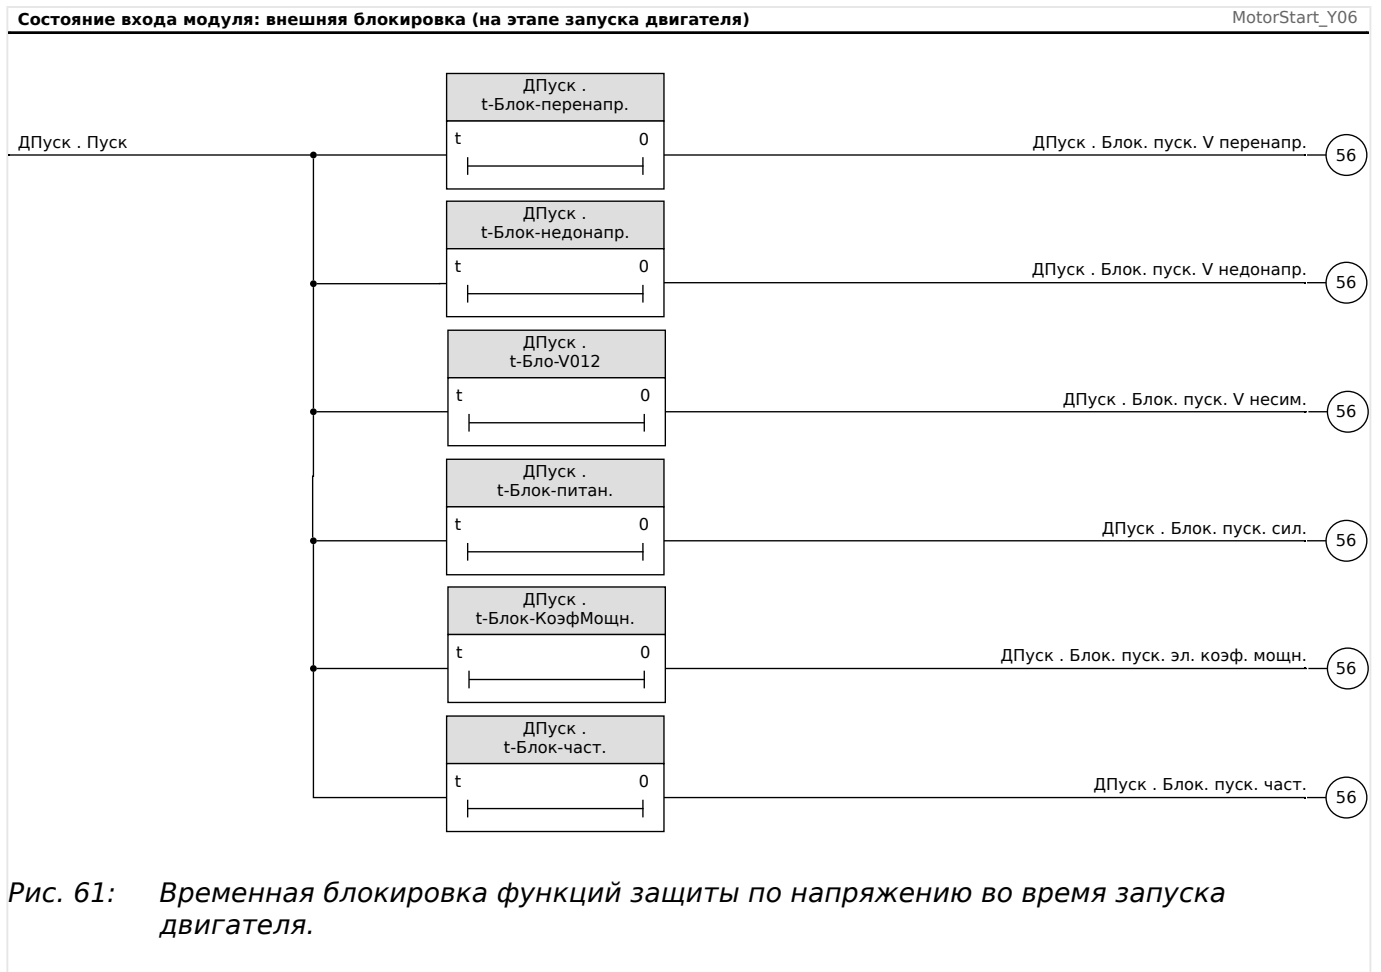 Состояние входа модуля: внешняя блокировка (на этапе запуска двигателя)
MotorStart_Y06
ДПуск .
t-Блок-перенапр.
ДПуск . Пуск
t 0
ДПуск . Блок. пуск. V перенапр.
56
ДПуск .
t-Блок-недонапр.
t 0
ДПуск . Блок. пуск. V недонапр.
56
ДПуск .
t-Бло-V012
t 0
ДПуск . Блок. пуск. V несим.
56
ДПуск .
t-Блок-питан.
t 0
ДПуск . Блок. пуск. сил.
56
ДПуск .
t-Блок-КоэфМощн.
t 0
ДПуск . Блок. пуск. эл. коэф. мощн.
56
ДПуск .
t-Блок-част.
t 0
ДПуск . Блок. пуск. част.
56
Рис. 61: Временная блокировка функций защиты по напряжению во время запуска
двигателя.